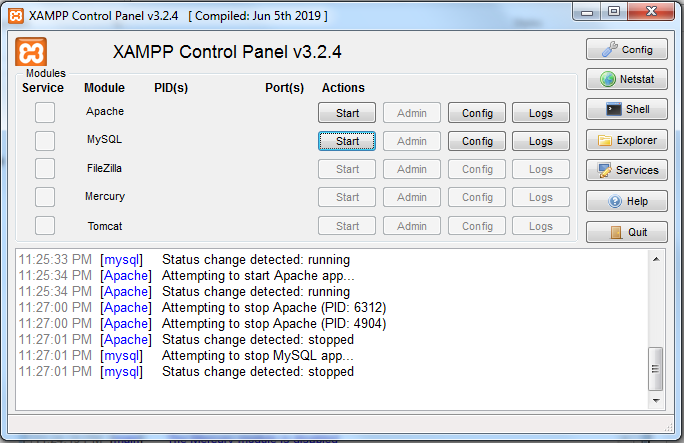 XAMPP Control Panel v3.2.4 [ Compiled: Jun 5th 2019 ]
XAMPP Control Panel v3.2.4
Config
Modules
Service Module PID(s) Port(s) Actions
Netstat
Apache Start Admin Config Logs
Shell
MySQL Start Admin Config Logs
Explorer
FileZilla Start Admin Config Logs
Services
Mercury Start Admin Config Logs
Help
Tomcat Start Admin Config Logs
Quit
11:25:33 PM [mysql] Status change detected: running
11:25:34 PM [Apache] Attempting to start Apache app...
11:25:34 PM [Apache] Status change detected: running
11:27:00 PM [Apache] Attempting to stop Apache (PID: 6312)
11:27:00 PM [Apache] Attempting to stop Apache (PID: 4904)
11:27:01 PM [Apache] Status change detected: stopped
11:27:01 PM [mysql] Attempting to stop MySQL app...
11:27:01 PM [mysql] Status change detected: stopped